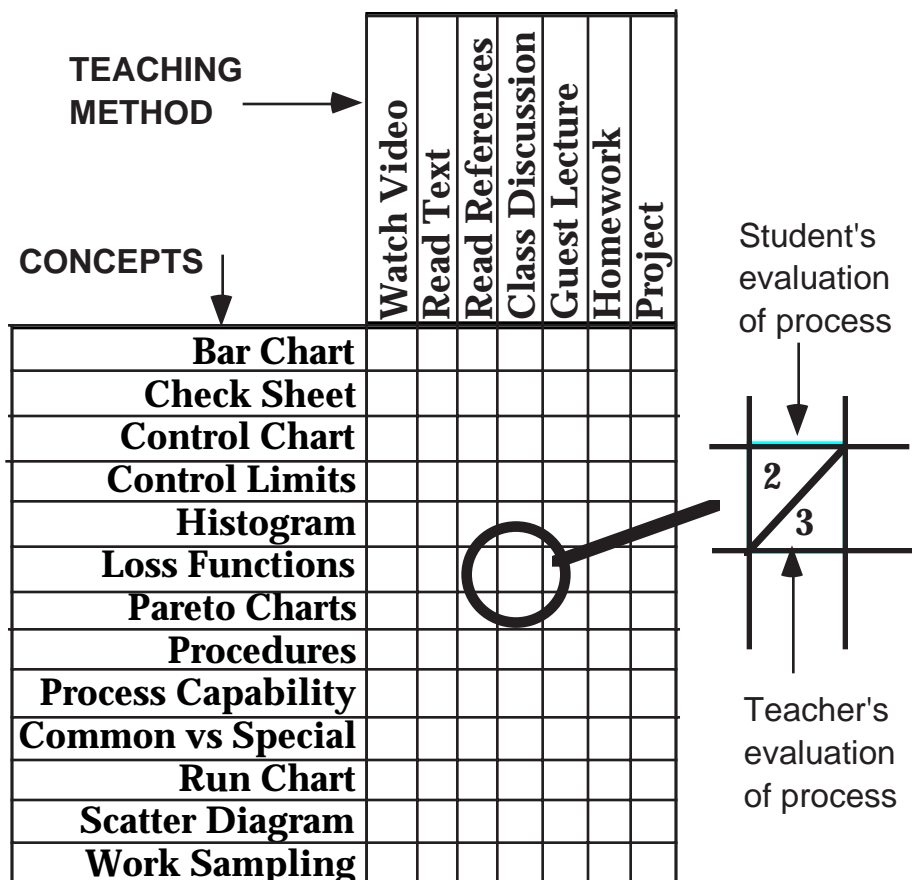 TEACHING
METHOD
Watch Video
Read Text
Read References
Class Discussion
Guest Lecture
Homework
Project
CONCEPTS
Bar Chart
Check Sheet
Control Chart
Control Limits
Histogram
Loss Functions
Pareto Charts
Procedures
Process Capability
Common vs Special
Run Chart
Scatter Diagram
Work Sampling
Student's
evaluation
of process
2
3
Teacher's
evaluation
of process